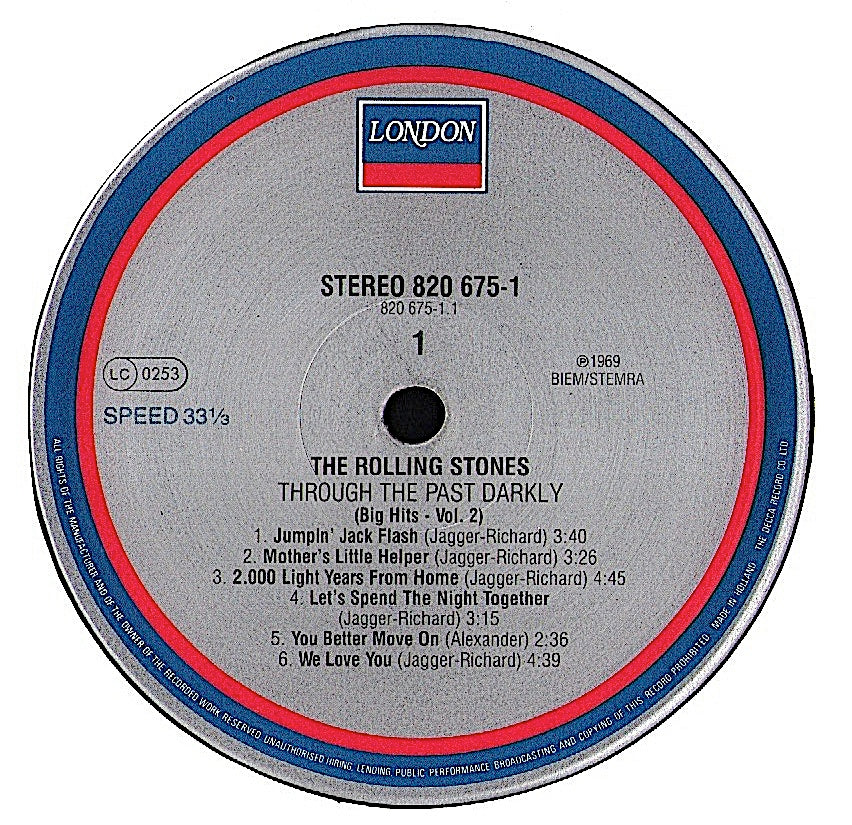 LONDON
STEREO 820 675-1
820 675-1.1
1
℗1969
BIEM/STEMRA
LC 0253
SPEED 33⅓
THE ROLLING STONES
THROUGH THE PAST DARKLY
(Big Hits - Vol. 2)
1. Jumpin' Jack Flash (Jagger-Richard) 3:40
2. Mother's Little Helper (Jagger-Richard) 3:26
3. 2.000 Light Years From Home (Jagger-Richard) 4:45
4. Let's Spend The Night Together
(Jagger-Richard) 3:15
5. You Better Move On (Alexander) 2:36
6. We Love You (Jagger-Richard) 4:39
ALL RIGHTS OF THE MANUFACTURER AND OF THE OWNER OF THE RECORDED WORK RESERVED. UNAUTHORISED HIRING, LENDING, PUBLIC PERFORMANCE BROADCASTING AND COPYING OF THIS RECORD PROHIBITED. MADE IN HOLLAND THE DECCA RECORD CO LTD